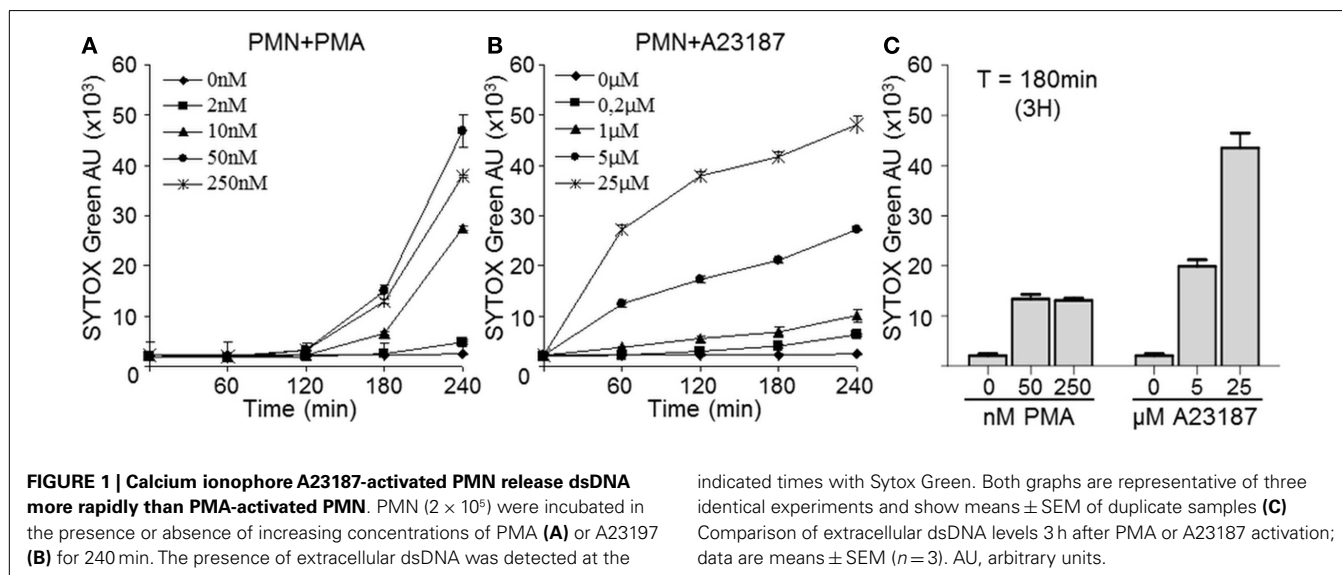 A
PMN+PMA
SYTOX Green AU (x10³)
60
50
40
30
20
10
0
0nM
2nM
10nM
50nM
250nM
60
120
180
240
Time (min)
B
PMN+A23187
SYTOX Green AU (x10³)
60
50
40
30
20
10
0
0µM
0,2µM
1µM
5µM
25µM
60
120
180
240
Time (min)
C
SYTOX Green AU (x10³)
60
50
40
30
20
10
0
T = 180min
(3H)
0 50 250
nM PMA
0 5 25
µM A23187
FIGURE 1 | Calcium ionophore A23187-activated PMN release dsDNA
more rapidly than PMA-activated PMN. PMN (2 × 10⁵) were incubated in
the presence or absence of increasing concentrations of PMA (A) or A23197
(B) for 240 min. The presence of extracellular dsDNA was detected at the
indicated times with Sytox Green. Both graphs are representative of three
identical experiments and show means ± SEM of duplicate samples (C)
Comparison of extracellular dsDNA levels 3 h after PMA or A23187 activation;
data are means ± SEM (n = 3). AU, arbitrary units.